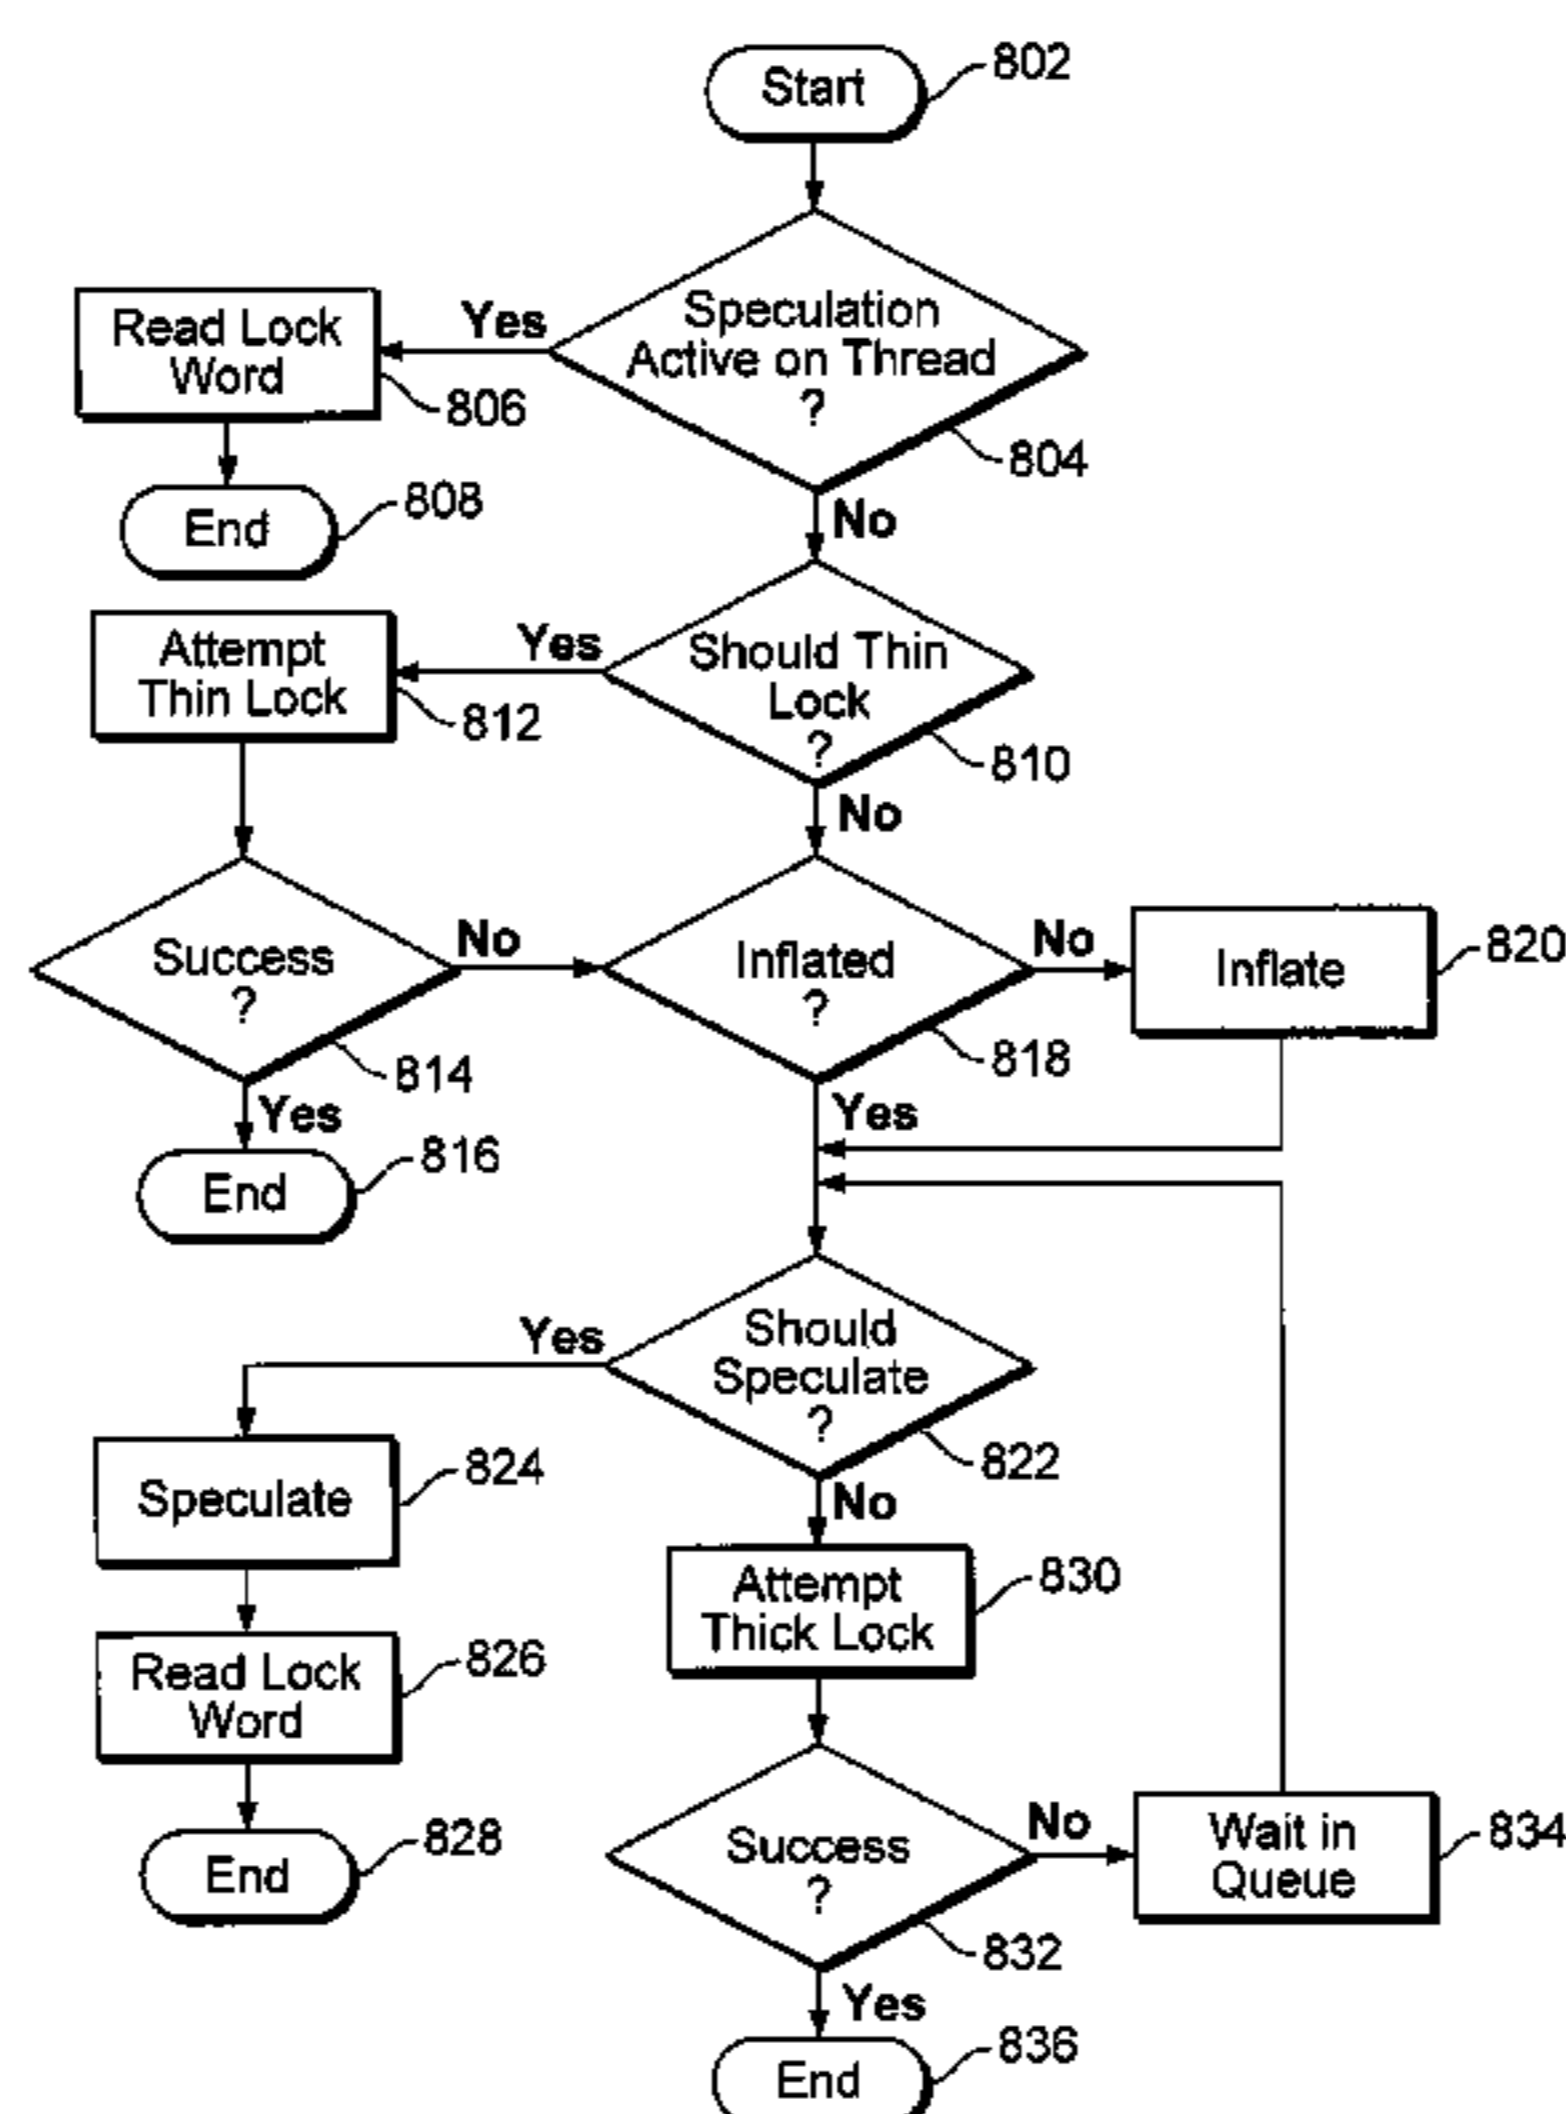 Start
802
Speculation
Active on Thread
?
804
Yes
Read Lock
Word
806
End
808
No
Should Thin
Lock
?
810
Yes
Attempt
Thin Lock
812
Success
?
814
Yes
End
816
No
No
Inflated
?
818
No
Inflate
820
Yes
Should
Speculate
?
822
Yes
Speculate
824
Read Lock
Word
826
End
828
No
Attempt
Thick Lock
830
Success
?
832
No
Wait in
Queue
834
Yes
End
836